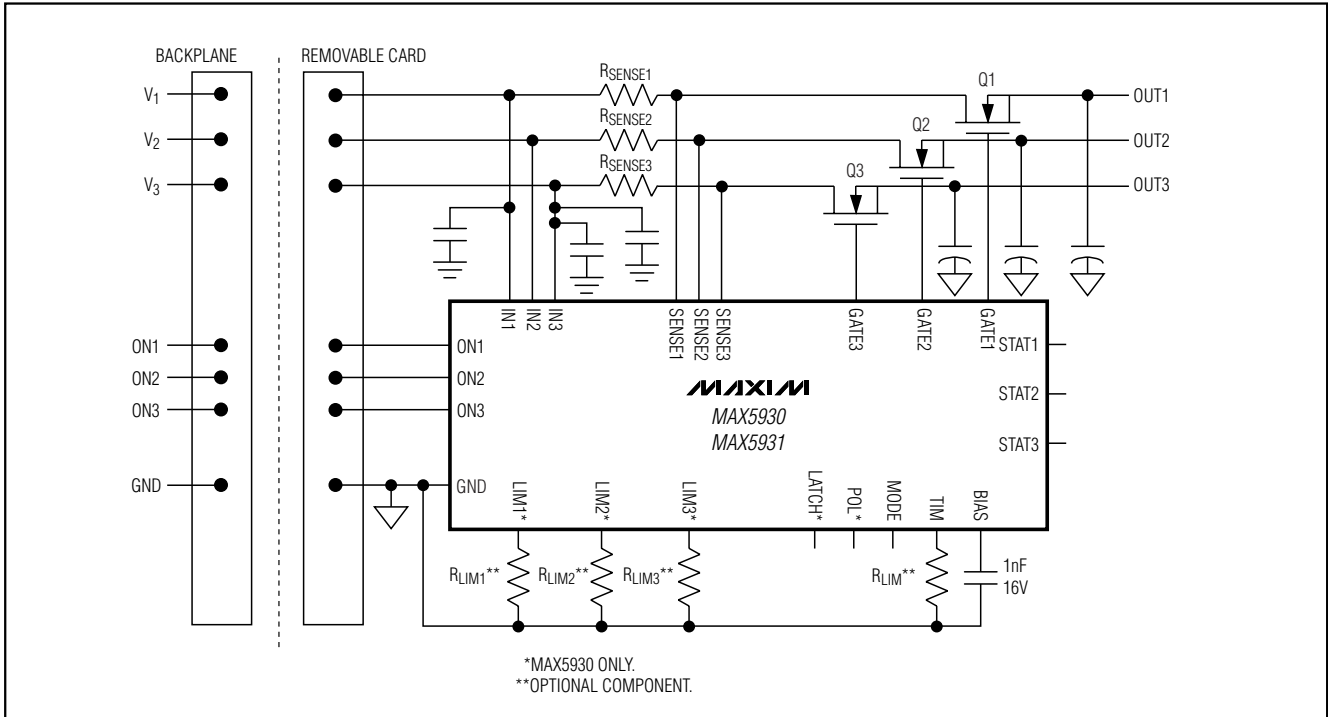 BACKPLANE
REMOVABLE CARD
V1
V2
V3
RSENSE1
RSENSE2
RSENSE3
Q1
Q2
Q3
OUT1
OUT2
OUT3
IN1
IN2
IN3
SENSE1
SENSE2
SENSE3
GATE3
GATE2
GATE1
ON1
ON2
ON3
GND
ON1
ON2
ON3
GND
MAXIM
MAX5930
MAX5931
STAT1
STAT2
STAT3
LIM1*
LIM2*
LIM3*
LATCH*
POL*
MODE
TIM
BIAS
RLIM1**
RLIM2**
RLIM3**
RLIM**
1nF
16V
*MAX5930 ONLY.
**OPTIONAL COMPONENT.